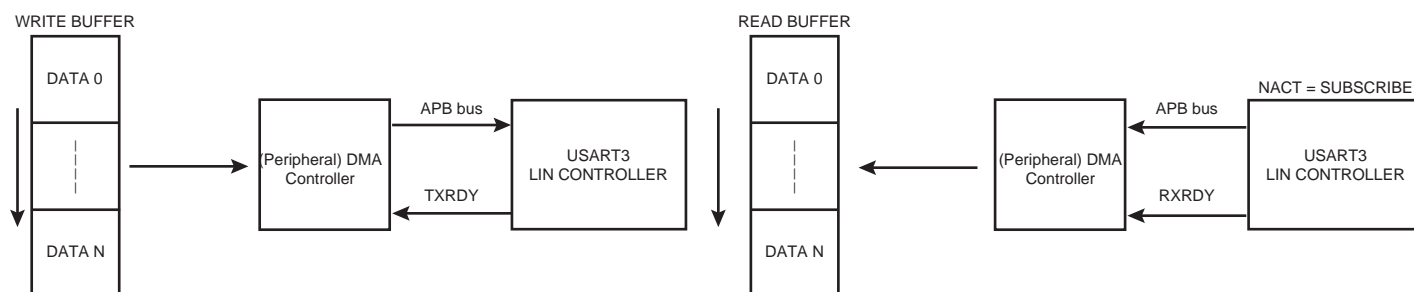 WRITE BUFFER
DATA 0
DATA N
(Peripheral) DMA
Controller
APB bus
TXRDY
USART3
LIN CONTROLLER
READ BUFFER
DATA 0
DATA N
(Peripheral) DMA
Controller
APB bus
RXRDY
NACT = SUBSCRIBE
USART3
LIN CONTROLLER